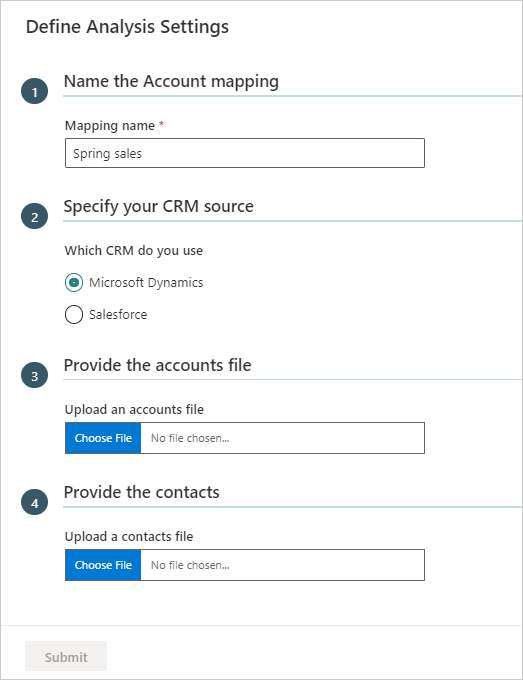 Define Analysis Settings
1 Name the Account mapping
Mapping name *
Spring sales
2 Specify your CRM source
Which CRM do you use
Microsoft Dynamics
Salesforce
3 Provide the accounts file
Upload an accounts file
Choose File No file chosen...
4 Provide the contacts
Upload a contacts file
Choose File No file chosen...
Submit